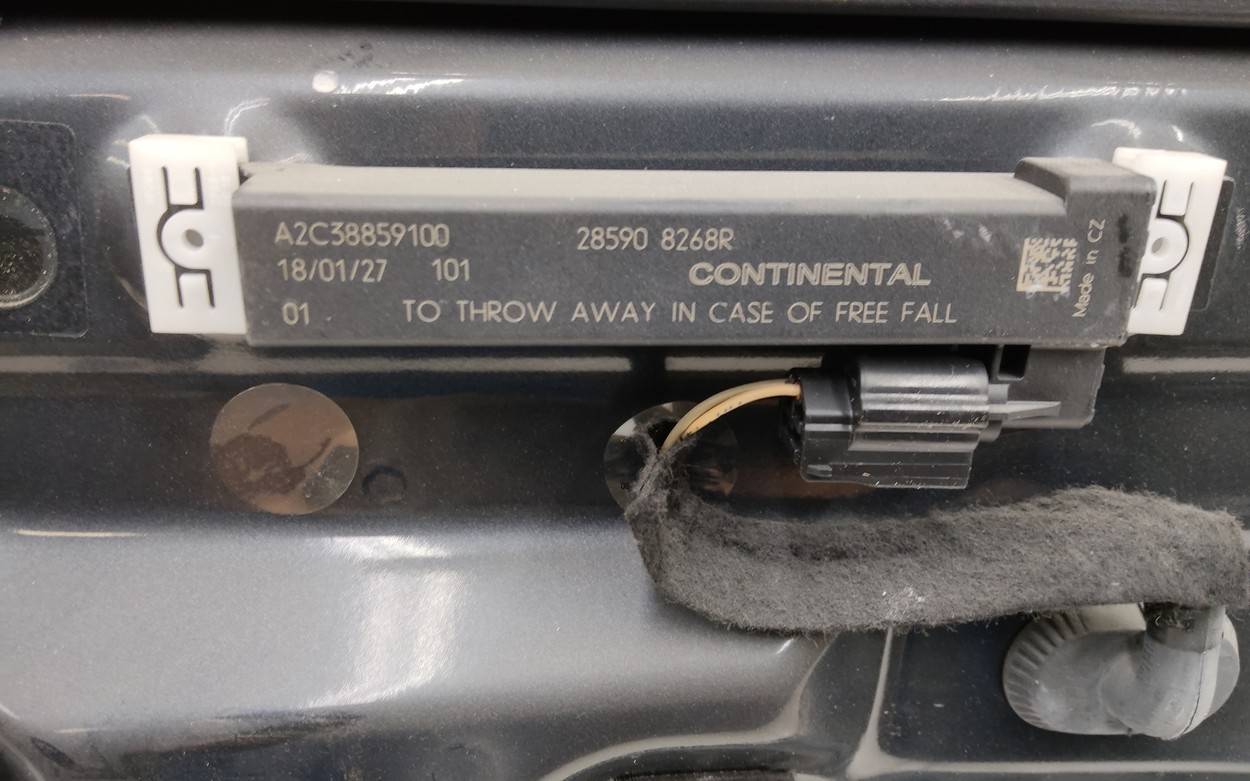 A2C38859100 28590 8268R
18/01/27 101 CONTINENTAL
01 TO THROW AWAY IN CASE OF FREE FALL
Made in CZ